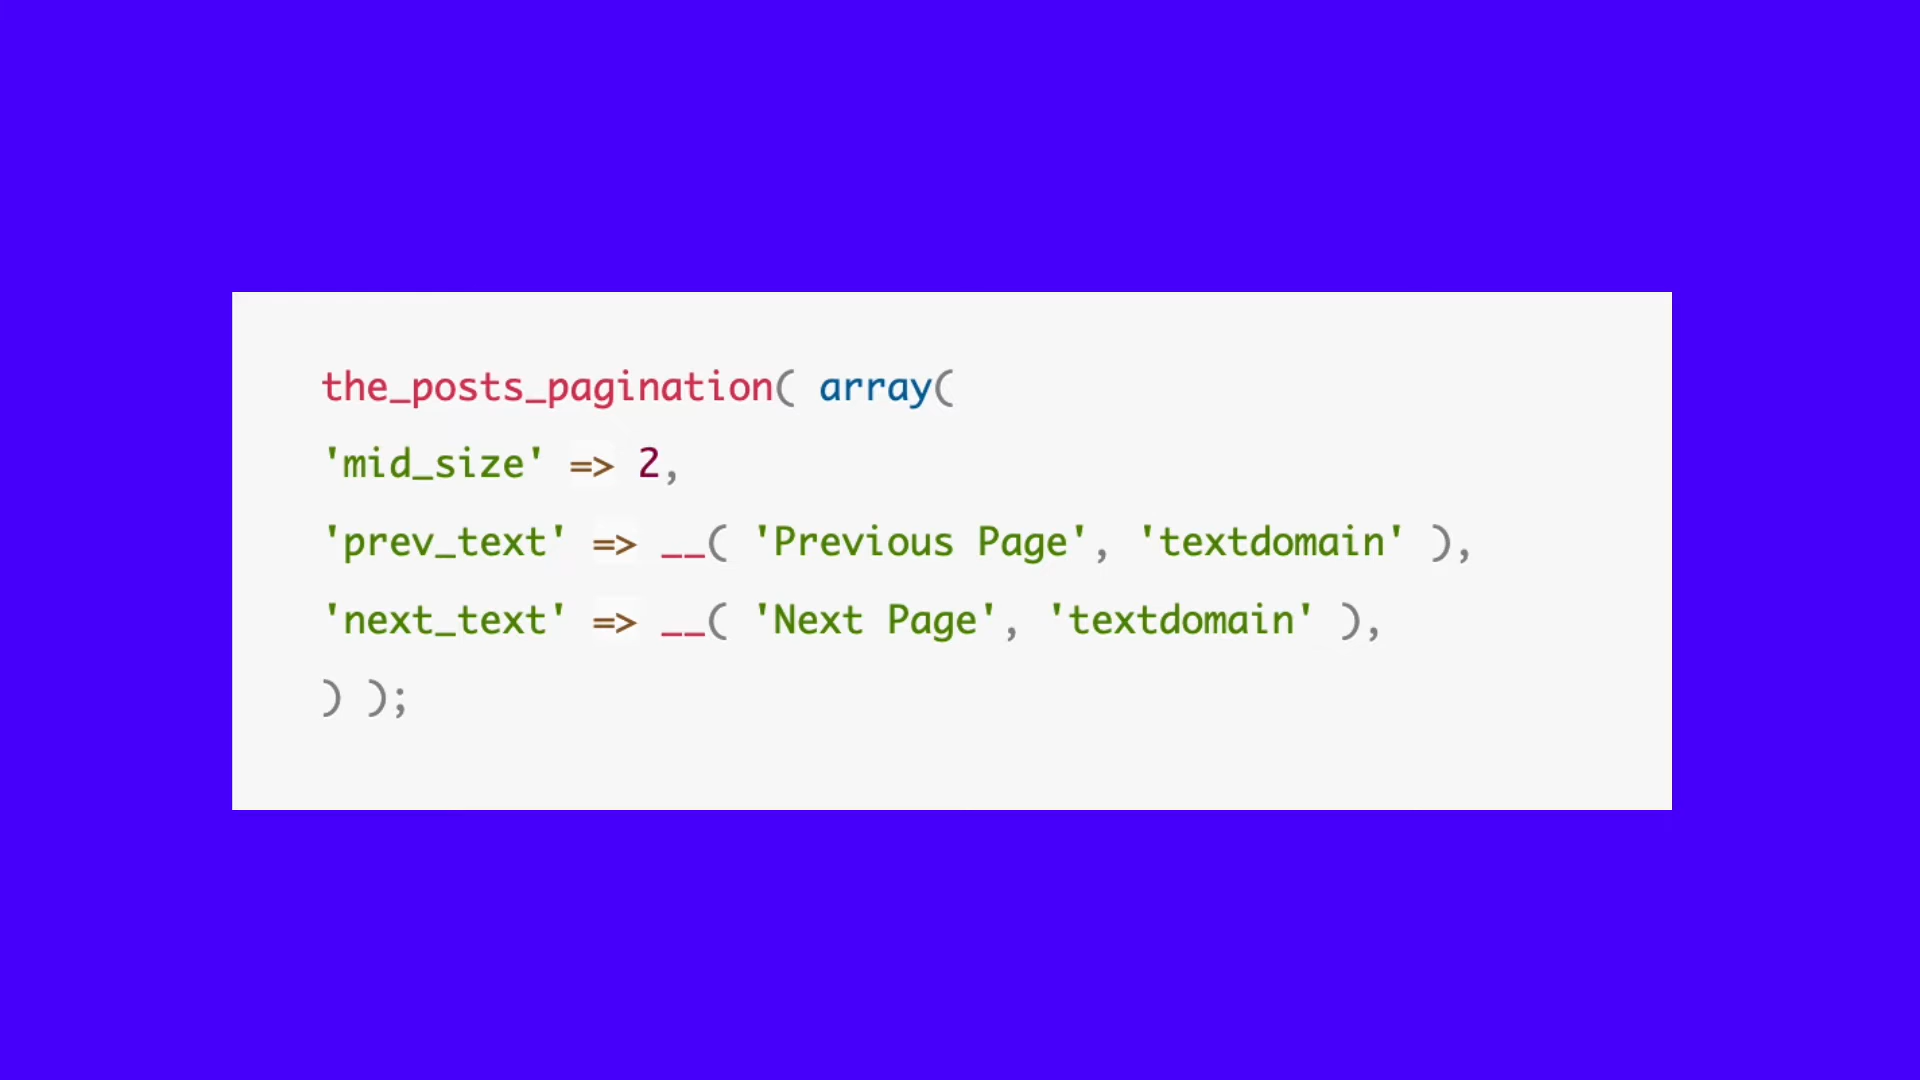 the_posts_pagination( array(
'mid_size' => 2,
'prev_text' => __( 'Previous Page', 'textdomain' ),
'next_text' => __( 'Next Page', 'textdomain' ),
) );